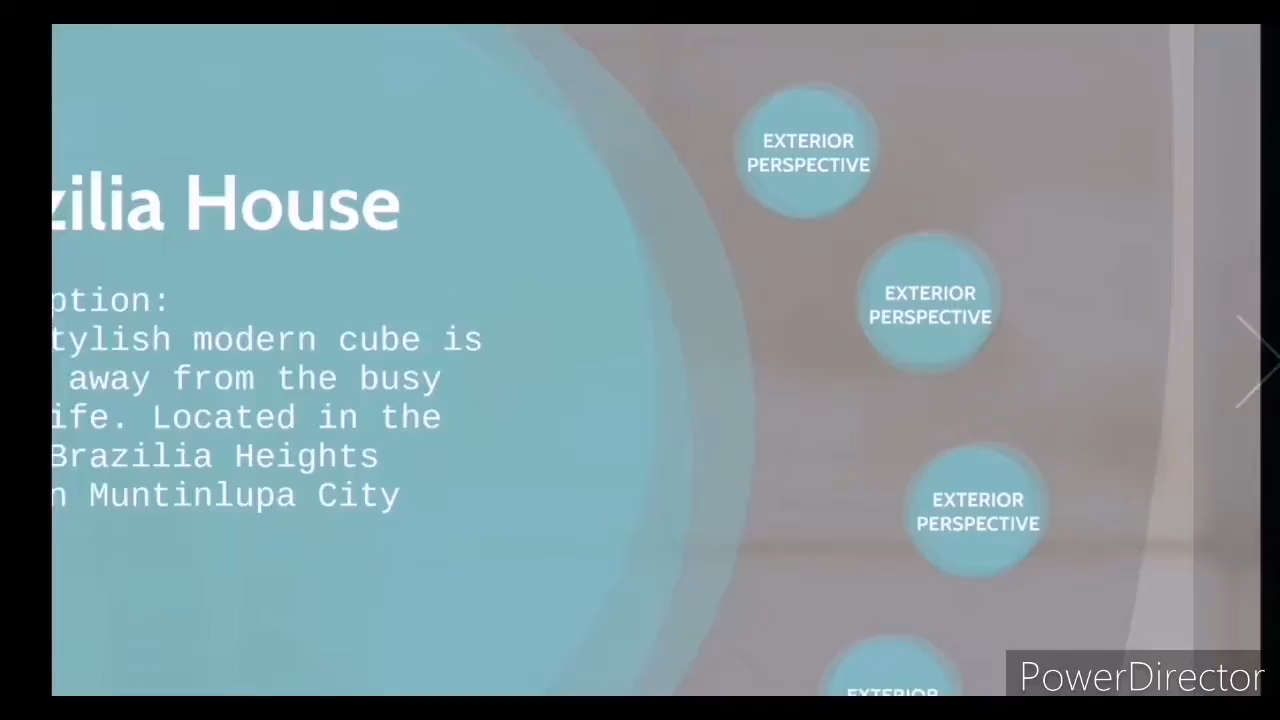 zilia House
ption:
tylish modern cube is
away from the busy
ife. Located in the
Brazilia Heights
n Muntinlupa City
EXTERIOR
PERSPECTIVE
EXTERIOR
PERSPECTIVE
EXTERIOR
PERSPECTIVE
EXTERIOR
PowerDirector